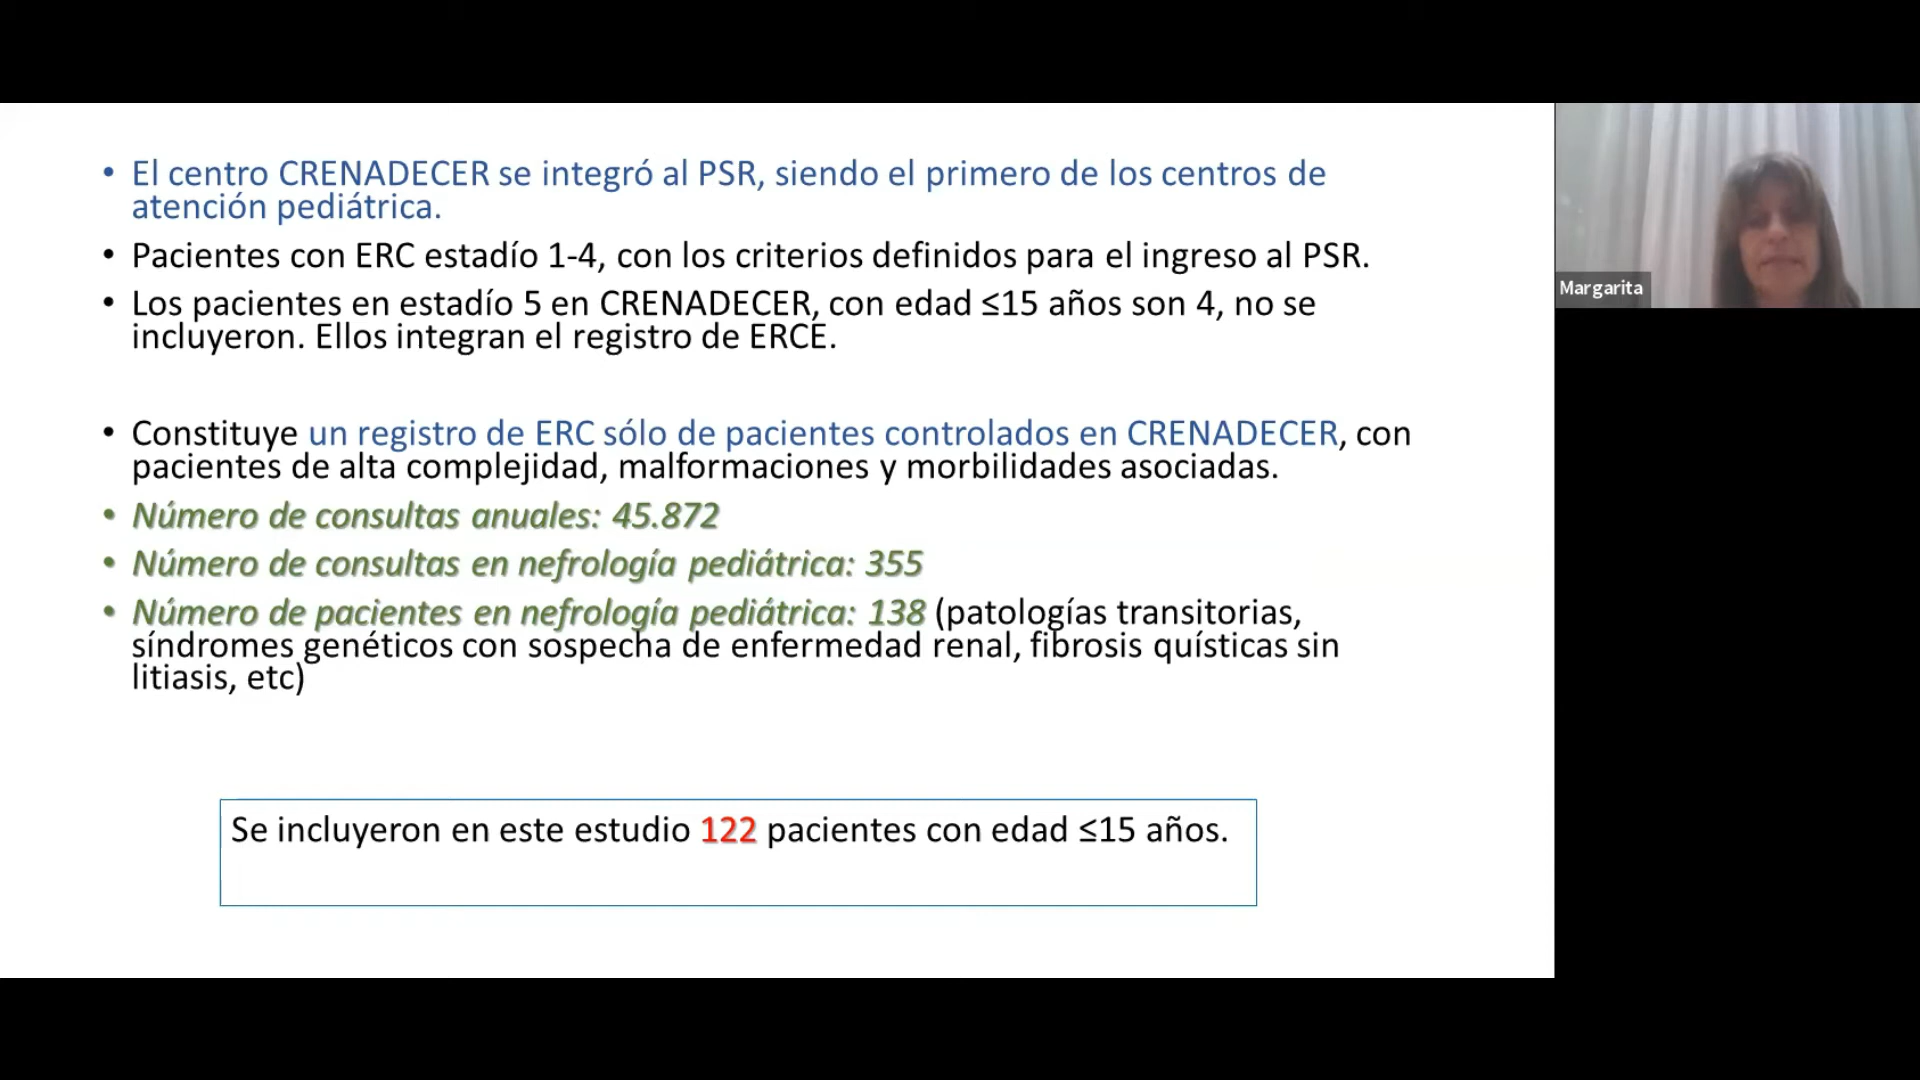 • El centro CRENADECER se integró al PSR, siendo el primero de los centros de
atención pediátrica.
• Pacientes con ERC estadío 1-4, con los criterios definidos para el ingreso al PSR.
• Los pacientes en estadío 5 en CRENADECER, con edad ≤15 años son 4, no se
incluyeron. Ellos integran el registro de ERCE.
• Constituye un registro de ERC sólo de pacientes controlados en CRENADECER, con
pacientes de alta complejidad, malformaciones y morbilidades asociadas.
• Número de consultas anuales: 45.872
• Número de consultas en nefrología pediátrica: 355
• Número de pacientes en nefrología pediátrica: 138 (patologías transitorias,
síndromes genéticos con sospecha de enfermedad renal, fibrosis quísticas sin
litiasis, etc)
Se incluyeron en este estudio 122 pacientes con edad ≤15 años.
Margarita